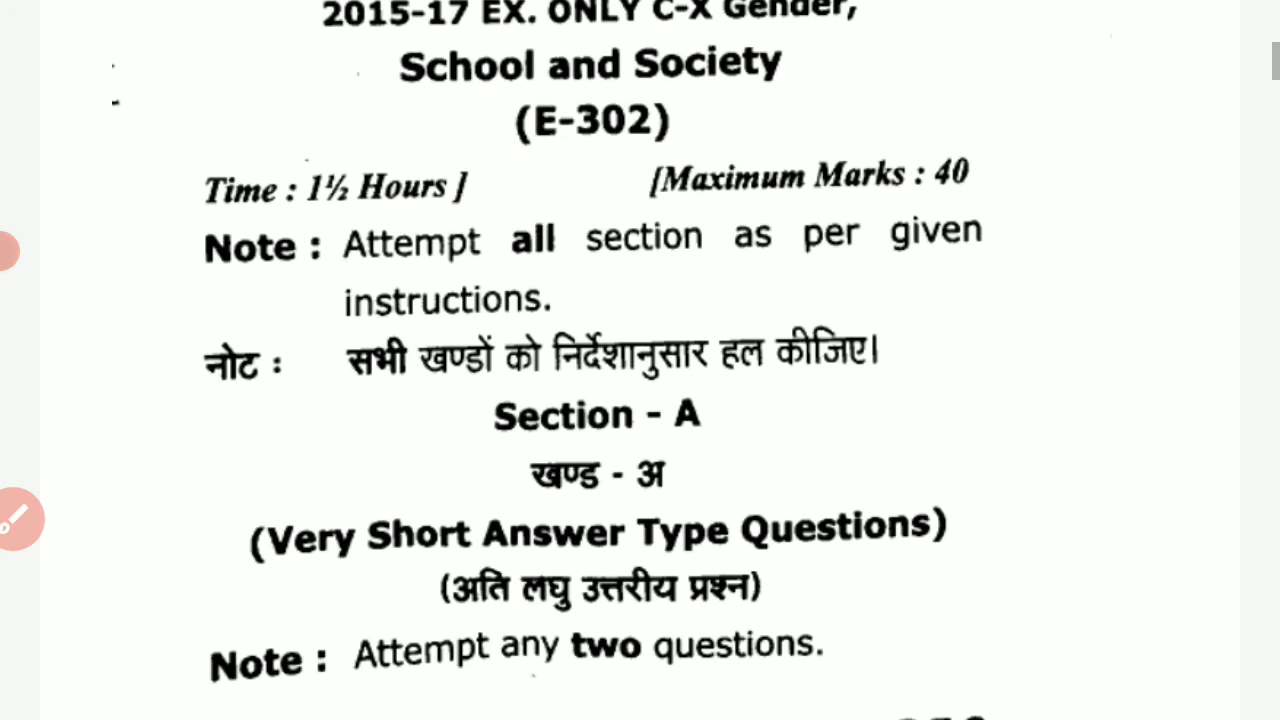 2015-17 EX. ONLY C-X Gender,
School and Society
(E-302)
Time : 1½ Hours ] [Maximum Marks : 40
Note : Attempt all section as per given
instructions.
नोट : सभी खण्डों को निर्देशानुसार हल कीजिए।
Section - A
खण्ड - अ
(Very Short Answer Type Questions)
(अति लघु उत्तरीय प्रश्न)
Note : Attempt any two questions.